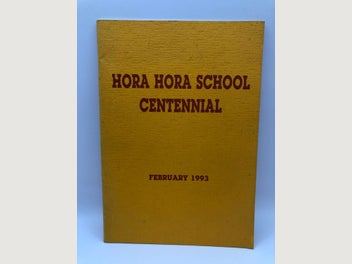 HORA HORA SCHOOL
CENTENNIAL
FEBRUARY 1993